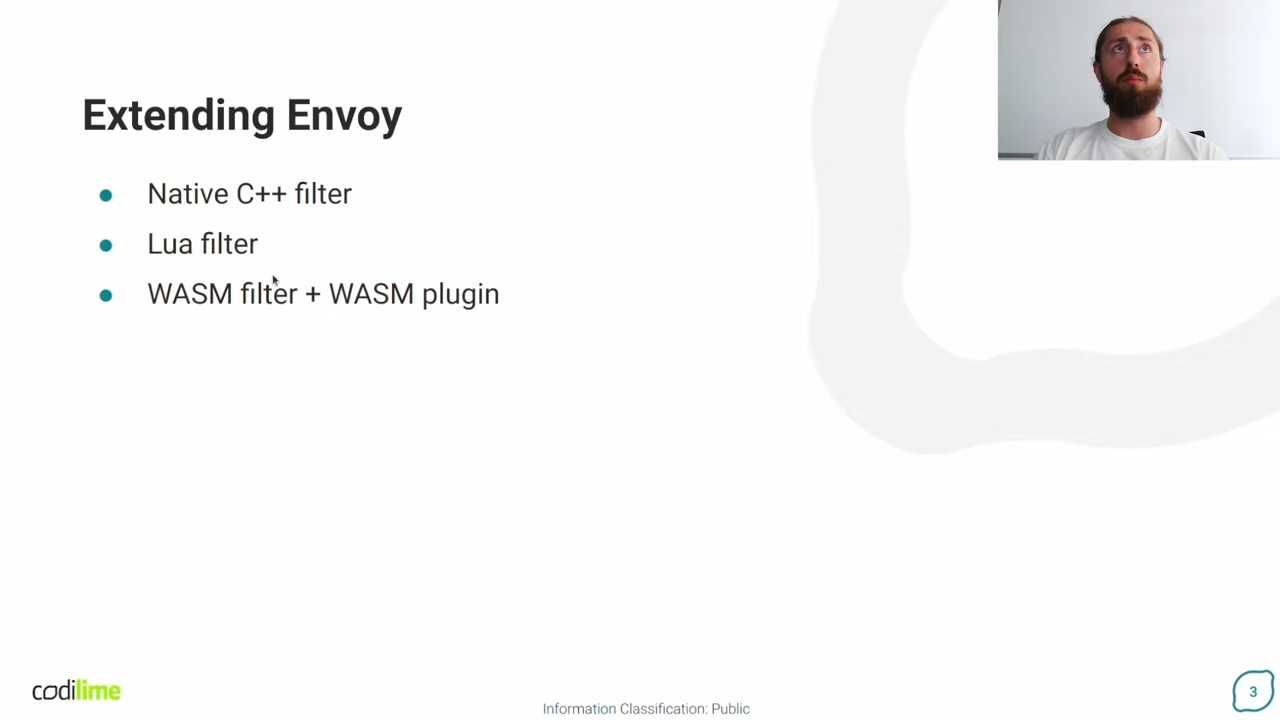 Extending Envoy
● Native C++ filter
● Lua filter
● WASM filter + WASM plugin
codilime
Information Classification: Public
3